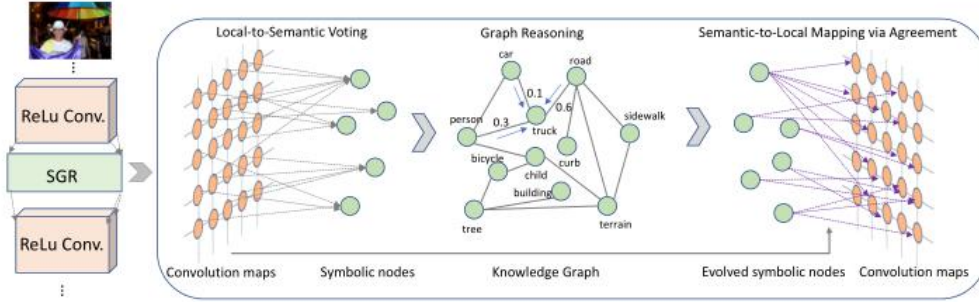 Local-to-Semantic Voting
Graph Reasoning
Semantic-to-Local Mapping via Agreement
ReLu Conv.
SGR
ReLu Conv.
car
road
0.1
0.6
person
0.3
truck
sidewalk
bicycle
child
curb
building
tree
terrain
Convolution maps
Symbolic nodes
Knowledge Graph
Evolved symbolic nodes
Convolution maps